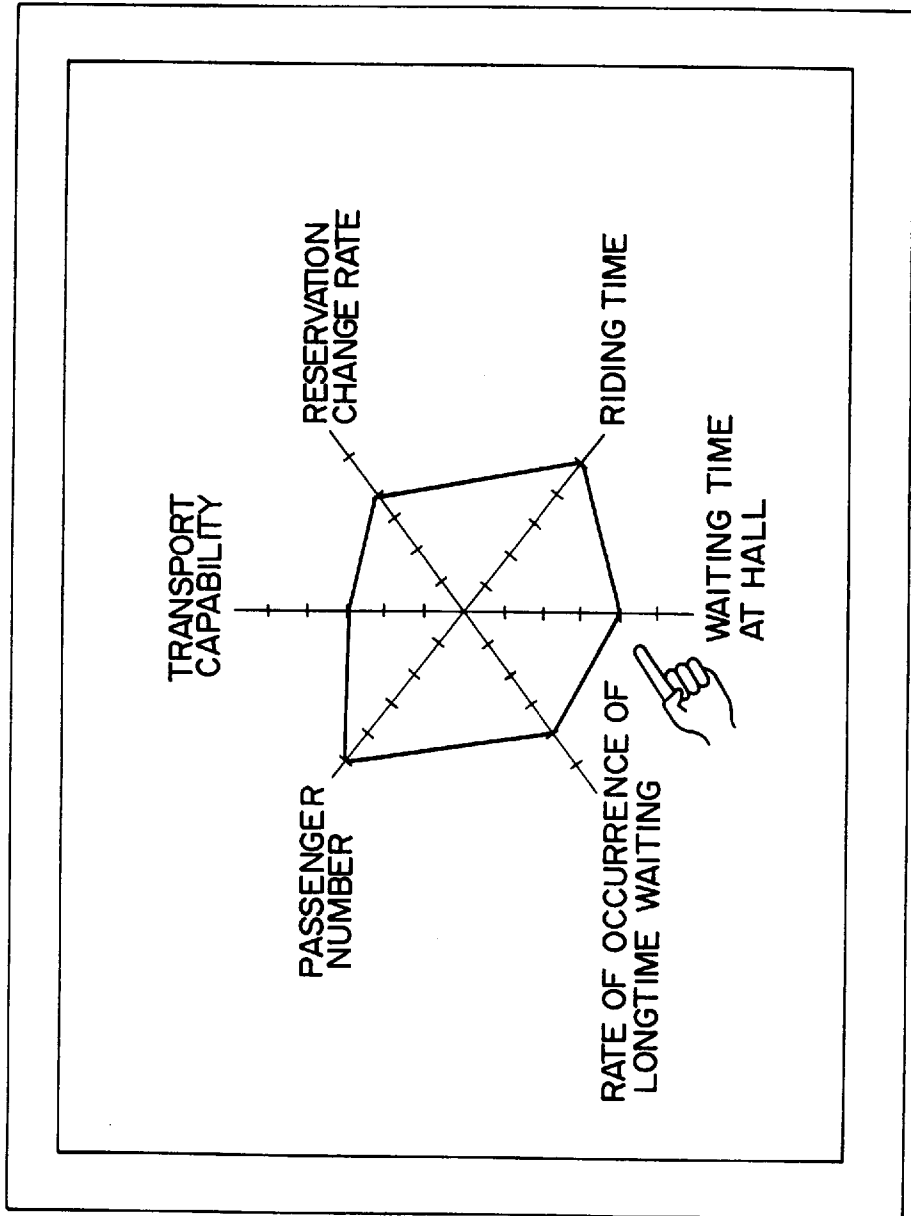 TRANSPORT
CAPABILITY
RESERVATION
CHANGE RATE
PASSENGER
NUMBER
RIDING TIME
RATE OF OCCURRENCE OF
LONGTIME WAITING
WAITING TIME
AT HALL